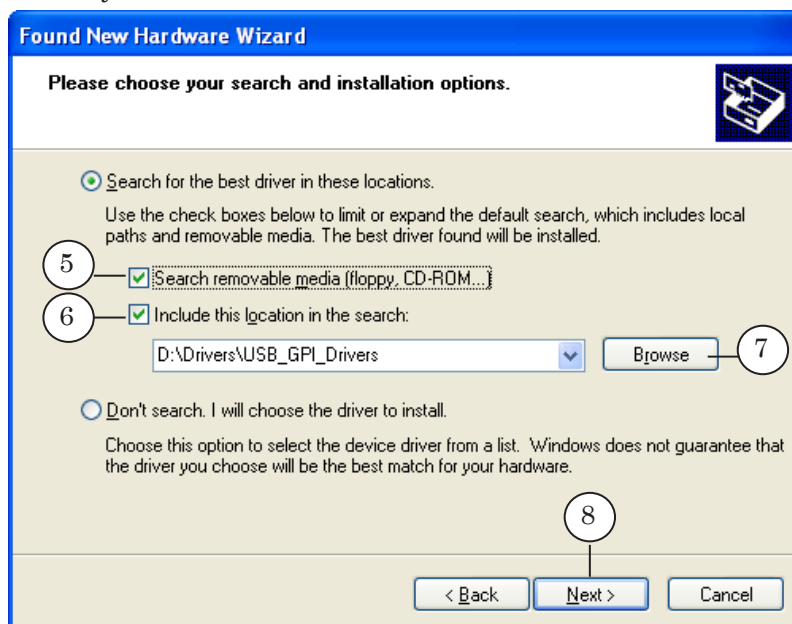 Found New Hardware Wizard
Please choose your search and installation options.
Search for the best driver in these locations.
Use the check boxes below to limit or expand the default search, which includes local
paths and removable media. The best driver found will be installed.
5
Search removable media (floppy, CD-ROM...)
6
Include this location in the search:
D:\Drivers\USB_GPI_Drivers
Browse
7
Don't search. I will choose the driver to install.
Choose this option to select the device driver from a list. Windows does not guarantee that
the driver you choose will be the best match for your hardware.
8
< Back
Next >
Cancel